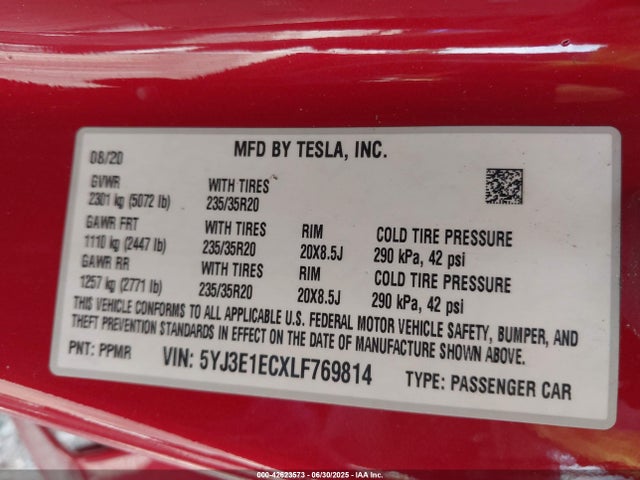 MFD BY TESLA, INC.
08/20
GVWR WITH TIRES
2301 kg (5072 lb) 235/35R20
GAWR FRT WITH TIRES RIM COLD TIRE PRESSURE
1110 kg (2447 lb) 235/35R20 20X8.5J 290 kPa, 42 psi
GAWR RR WITH TIRES RIM COLD TIRE PRESSURE
1257 kg (2771 lb) 235/35R20 20X8.5J 290 kPa, 42 psi
THIS VEHICLE CONFORMS TO ALL APPLICABLE U.S. FEDERAL MOTOR VEHICLE SAFETY, BUMPER, AND
THEFT PREVENTION STANDARDS IN EFFECT ON THE DATE OF MANUFACTURE SHOWN ABOVE.
PNT: PPMR VIN: 5YJ3E1ECXLF769814 TYPE: PASSENGER CAR
000-42623573 - 06/30/2025 - IAA Inc.